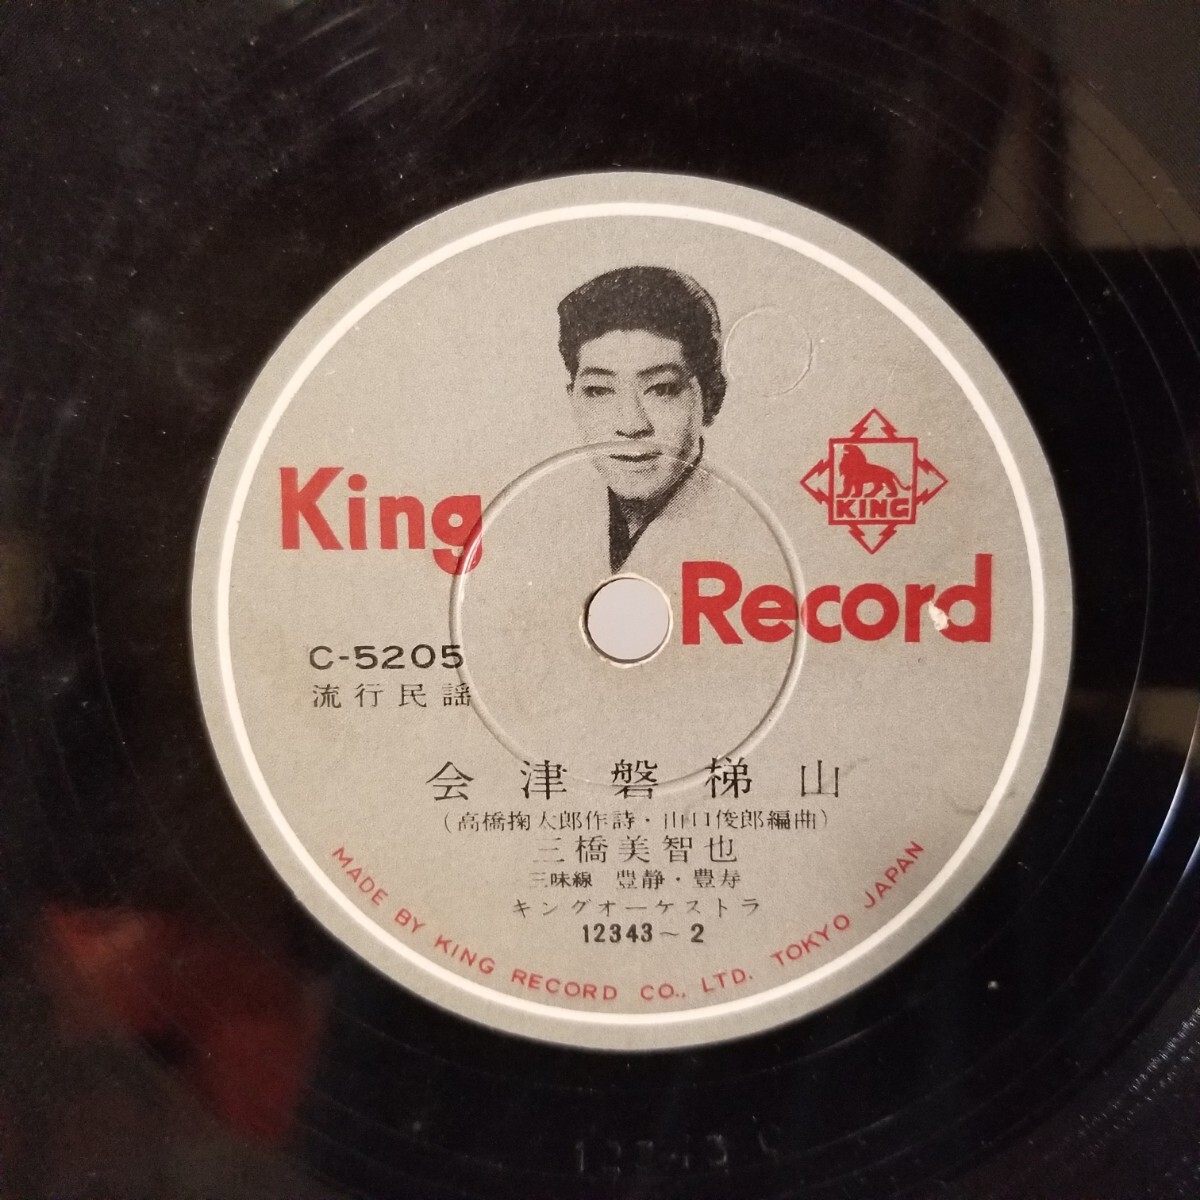 KING
King
Record
C-5205
流行民謡
会津磐梯山
(高橋掬太郎作詩・山口俊郎編曲)
三橋美智也
三味線 豊静・豊寿
キングオーケストラ
12343~2
MADE BY KING RECORD CO., LTD. TOKYO JAPAN